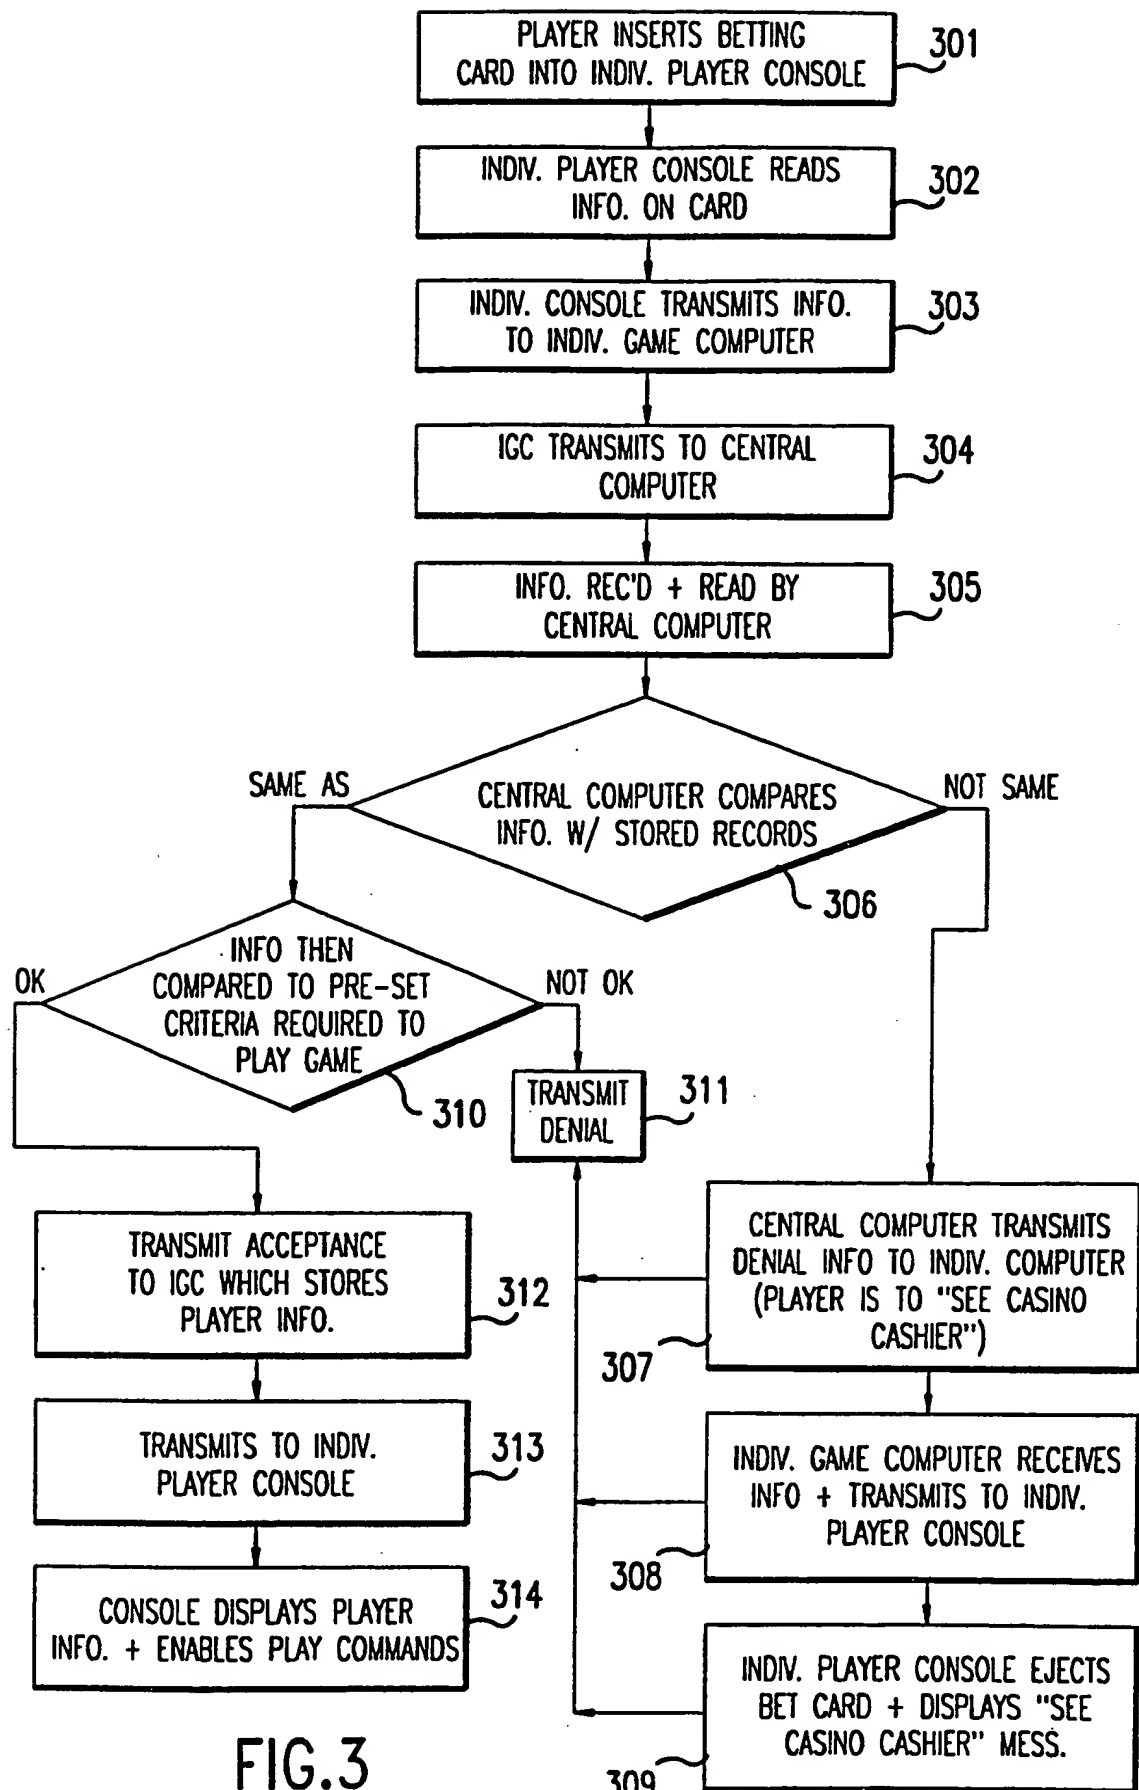 PLAYER INSERTS BETTING
CARD INTO INDIV. PLAYER CONSOLE
301
INDIV. PLAYER CONSOLE READS
INFO. ON CARD
302
INDIV. CONSOLE TRANSMITS INFO.
TO INDIV. GAME COMPUTER
303
IGC TRANSMITS TO CENTRAL
COMPUTER
304
INFO. REC'D + READ BY
CENTRAL COMPUTER
305
SAME AS
CENTRAL COMPUTER COMPARES
INFO. W/ STORED RECORDS
NOT SAME
306
OK
INFO THEN
COMPARED TO PRE-SET
CRITERIA REQUIRED TO
PLAY GAME
NOT OK
310
TRANSMIT
DENIAL
311
TRANSMIT ACCEPTANCE
TO IGC WHICH STORES
PLAYER INFO.
312
CENTRAL COMPUTER TRANSMITS
DENIAL INFO TO INDIV. COMPUTER
(PLAYER IS TO "SEE CASINO
CASHIER")
307
TRANSMITS TO INDIV.
PLAYER CONSOLE
313
INDIV. GAME COMPUTER RECEIVES
INFO + TRANSMITS TO INDIV.
PLAYER CONSOLE
308
CONSOLE DISPLAYS PLAYER
INFO. + ENABLES PLAY COMMANDS
314
INDIV. PLAYER CONSOLE EJECTS
BET CARD + DISPLAYS "SEE
CASINO CASHIER" MESS.
309
FIG.3